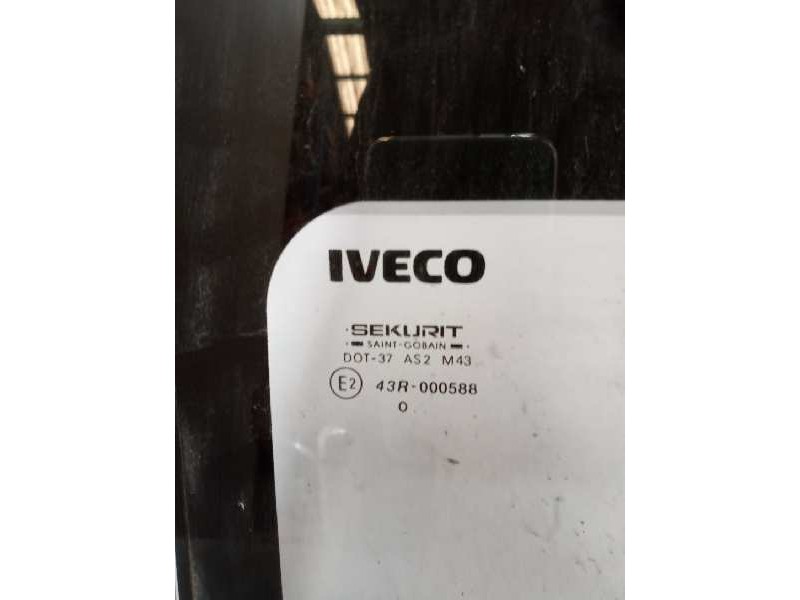 IVECO
SEKURIT
SAINT-GOBAIN
DOT-37 AS2 M43
E2 43R-000588
0